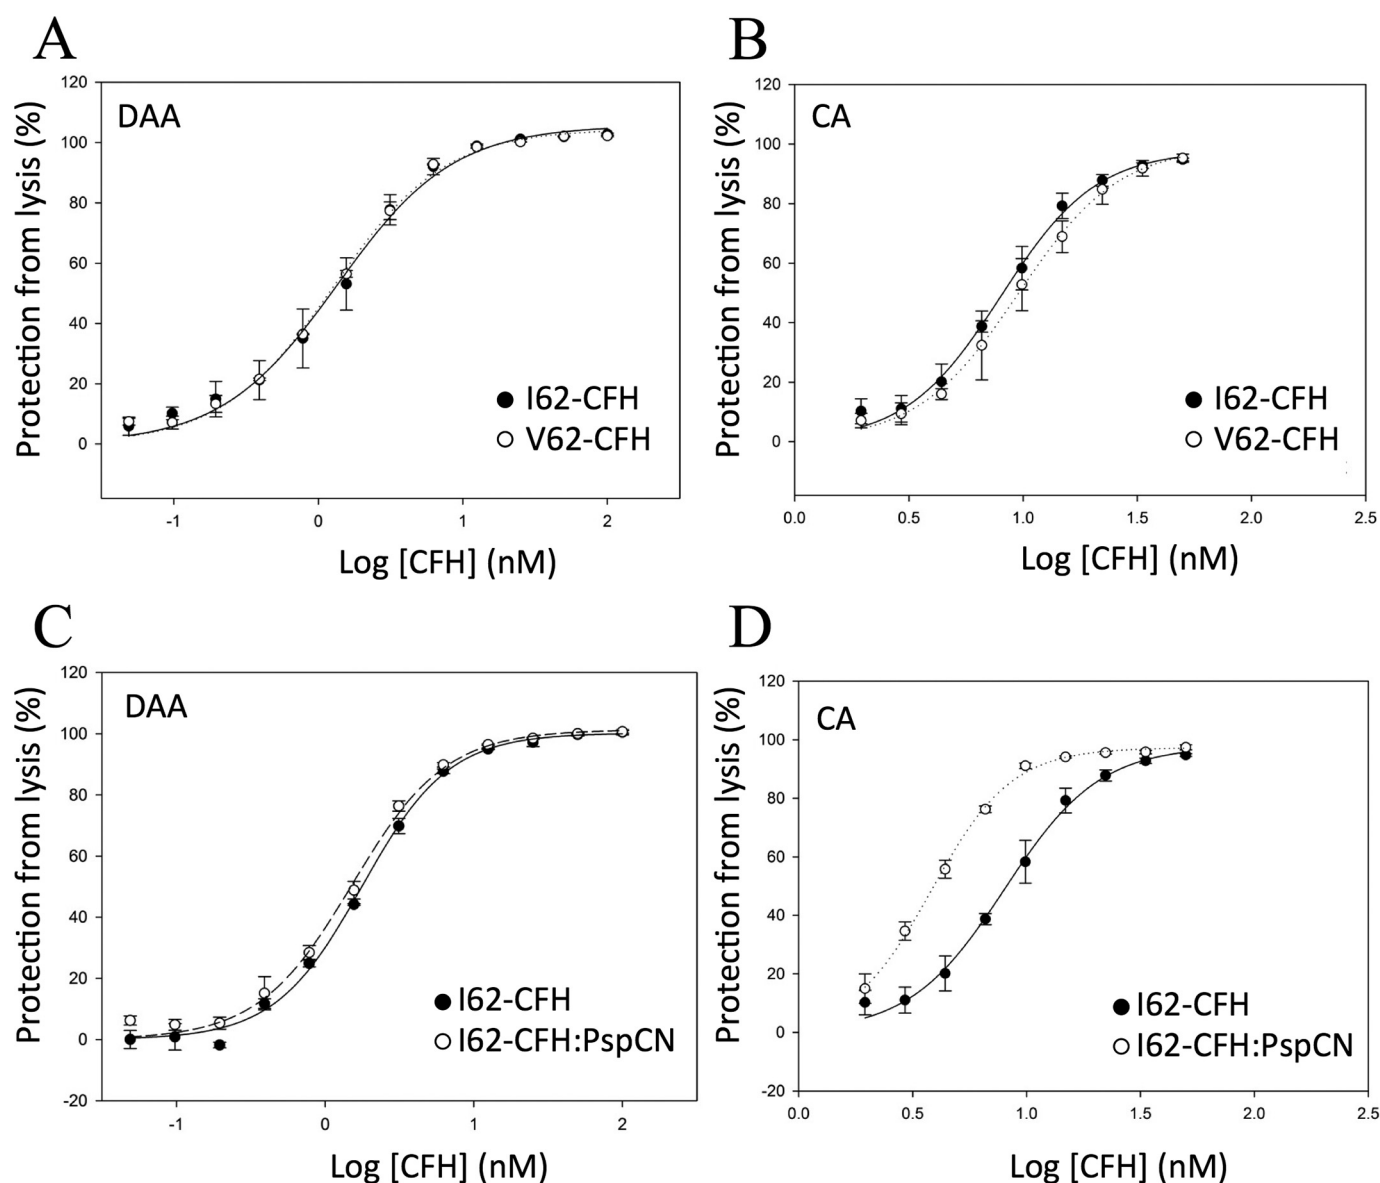 A
B
120
100
80
60
40
20
0
Protection from lysis (%)
DAA
I62-CFH
V62-CFH
-1
0
1
2
Log [CFH] (nM)
120
100
80
60
40
20
0
Protection from lysis (%)
CA
I62-CFH
V62-CFH
0.0
0.5
1.0
1.5
2.0
2.5
Log [CFH] (nM)
C
D
120
100
80
60
40
20
0
-20
Protection from lysis (%)
DAA
I62-CFH
I62-CFH:PspCN
-1
0
1
2
Log [CFH] (nM)
120
100
80
60
40
20
0
-20
Protection from lysis (%)
CA
I62-CFH
I62-CFH:PspCN
0.0
0.5
1.0
1.5
2.0
2.5
Log [CFH] (nM)